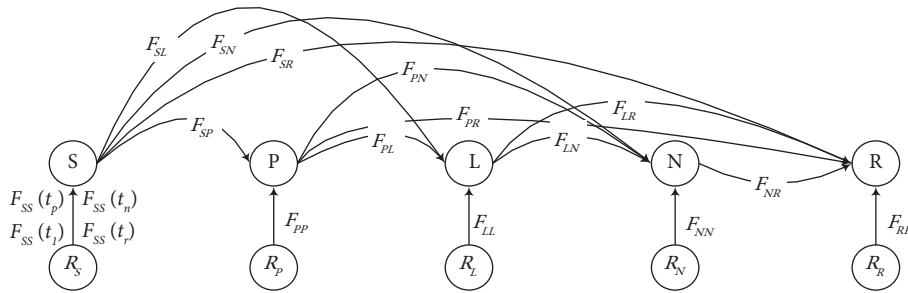 F_SL
F_SN
F_SR
F_PN
F_LR
F_SP
F_PR
F_PL
F_LN
F_NR
S P L N R
F_SS (t_p) F_SS (t_n)
F_SS (t_l) F_SS (t_r)
F_PP F_LL F_NN
R_S R_P R_L R_N R_R